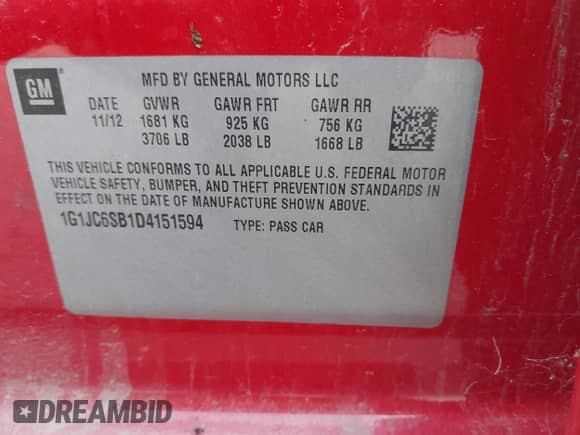 GM
MFD BY GENERAL MOTORS LLC
DATE GVWR GAWR FRT GAWR RR
11/12 1681 KG 925 KG 756 KG
3706 LB 2038 LB 1668 LB
THIS VEHICLE CONFORMS TO ALL APPLICABLE U.S. FEDERAL MOTOR
VEHICLE SAFETY, BUMPER, AND THEFT PREVENTION STANDARDS IN
EFFECT ON THE DATE OF MANUFACTURE SHOWN ABOVE.
1G1JC6SB1D4151594 TYPE: PASS CAR
DREAMBID